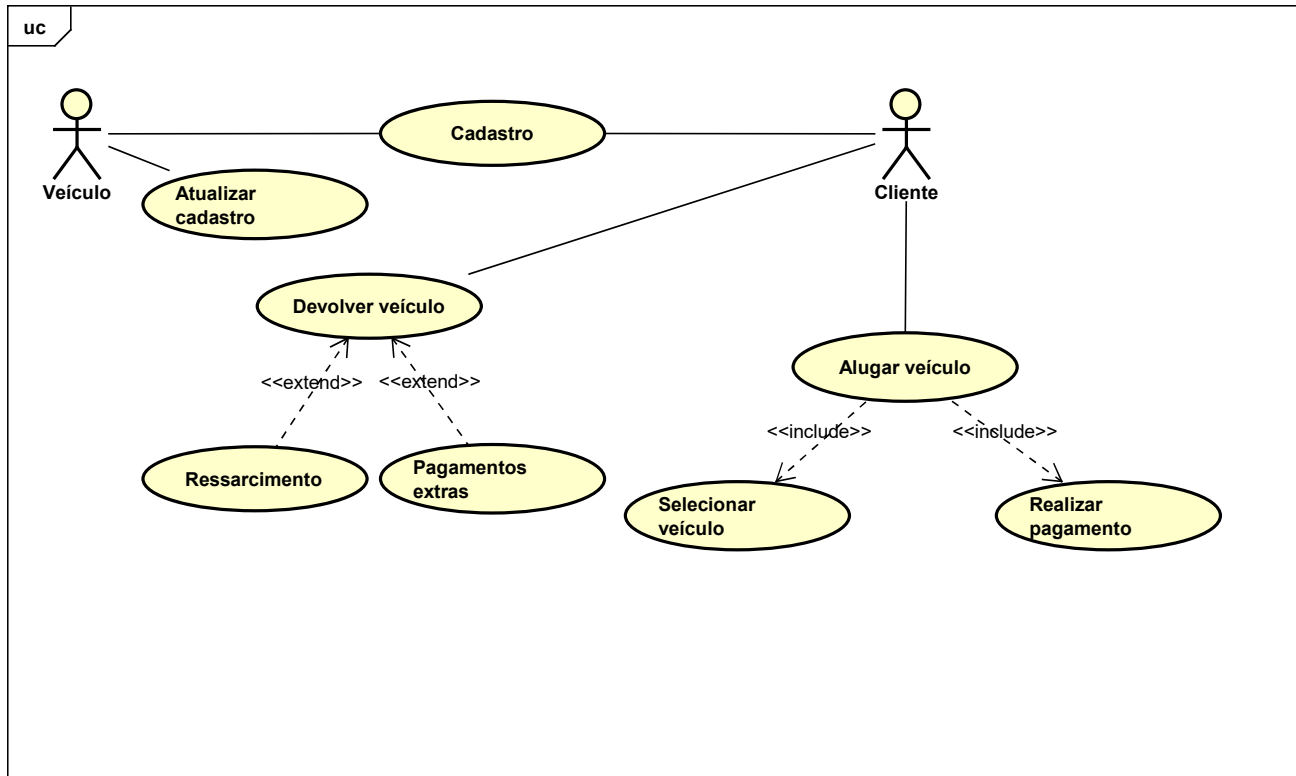 uc
Cadastro
Veículo
Cliente
Atualizar
cadastro
Devolver veículo
Alugar veículo
<<extend>>
<<extend>>
<<include>>
<<include>>
Ressarcimento
Pagamentos
extras
Selecionar
veículo
Realizar
pagamento